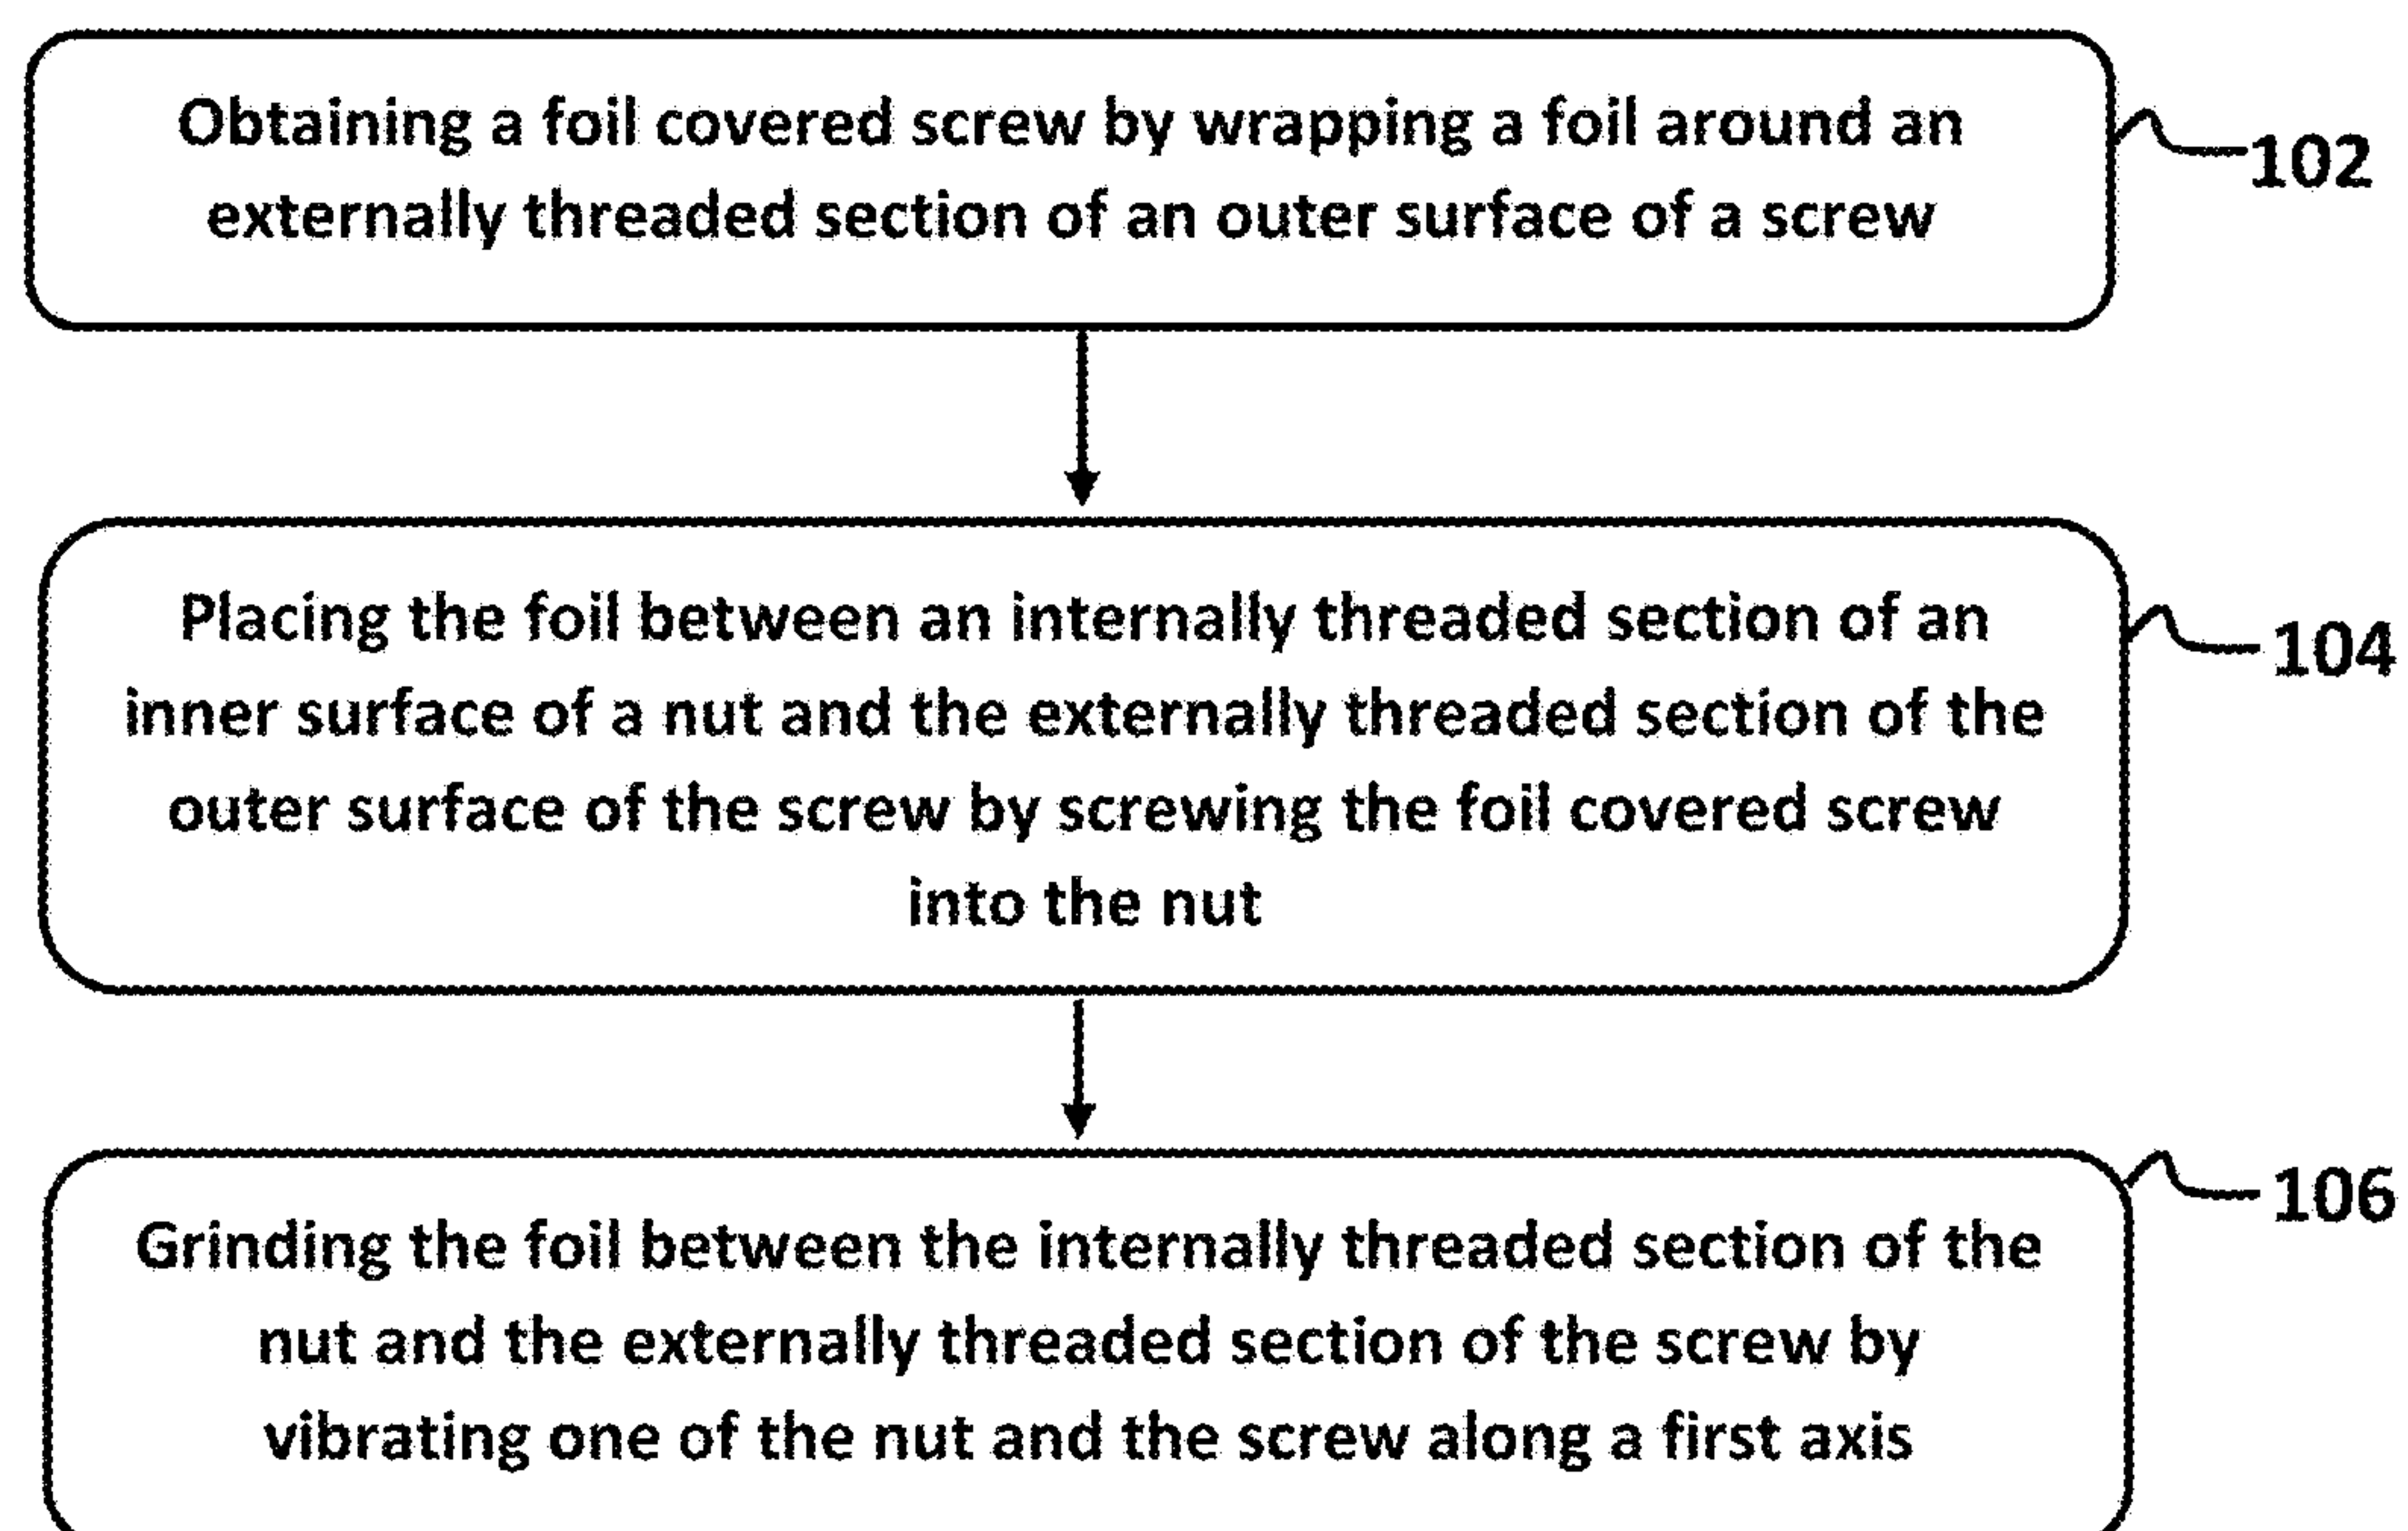 Obtaining a foil covered screw by wrapping a foil around an
externally threaded section of an outer surface of a screw
102
Placing the foil between an internally threaded section of an
inner surface of a nut and the externally threaded section of the
outer surface of the screw by screwing the foil covered screw
into the nut
104
Grinding the foil between the internally threaded section of the
nut and the externally threaded section of the screw by
vibrating one of the nut and the screw along a first axis
106